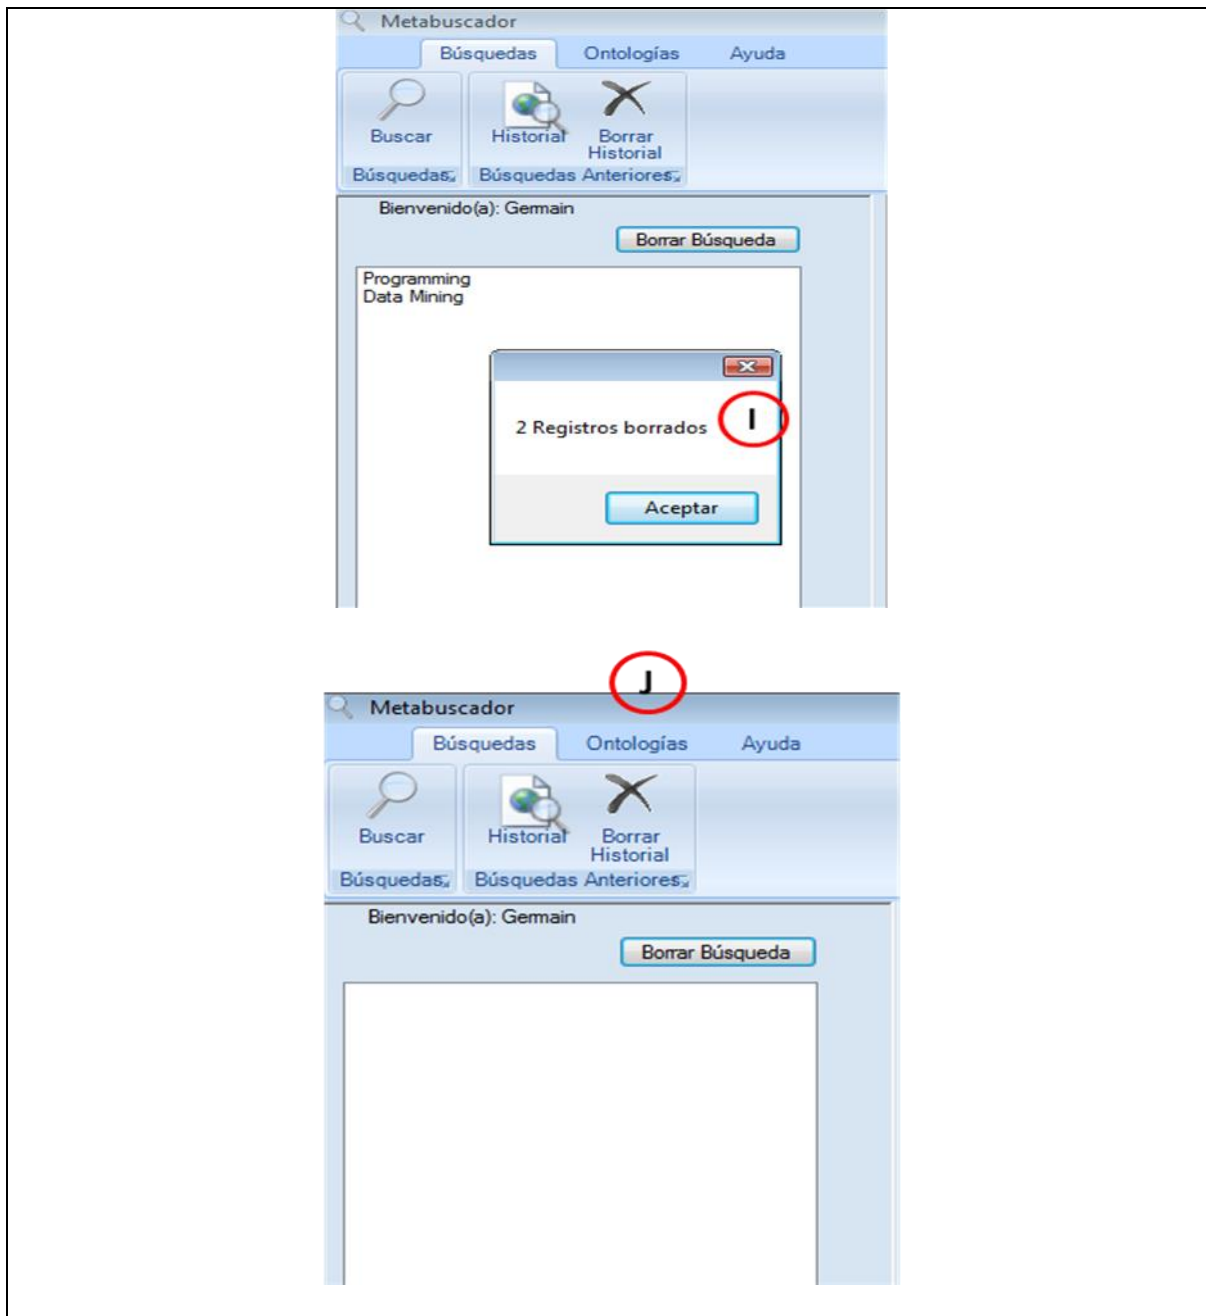 Metabuscador
Búsquedas Ontologías Ayuda
Buscar Historial Borrar Historial
Búsquedas Búsquedas Anteriores
Bienvenido(a): Germain
Borrar Búsqueda
Programming
Data Mining
2 Registros borrados I
Aceptar
J
Metabuscador
Búsquedas Ontologías Ayuda
Buscar Historial Borrar Historial
Búsquedas Búsquedas Anteriores
Bienvenido(a): Germain
Borrar Búsqueda